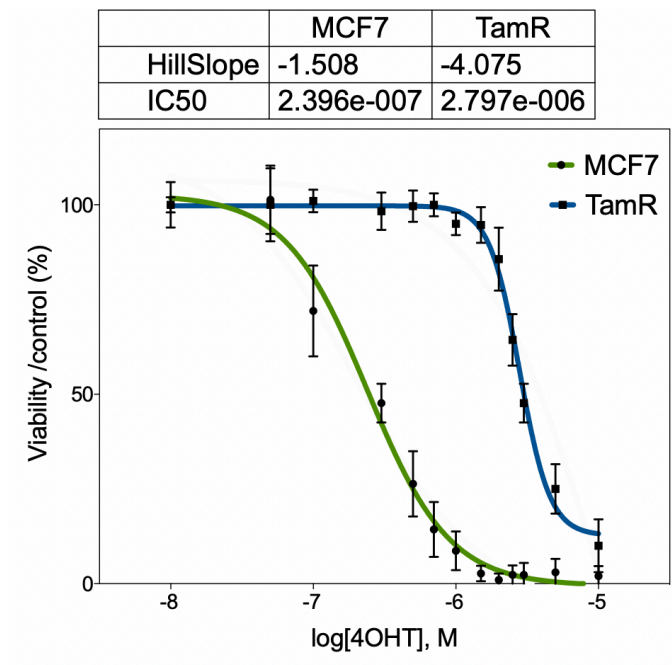 MCF7 TamR
HillSlope -1.508 -4.075
IC50 2.396e-007 2.797e-006
MCF7
TamR
100
50
0
Viability /control (%)
-8 -7 -6 -5
log[4OHT], M